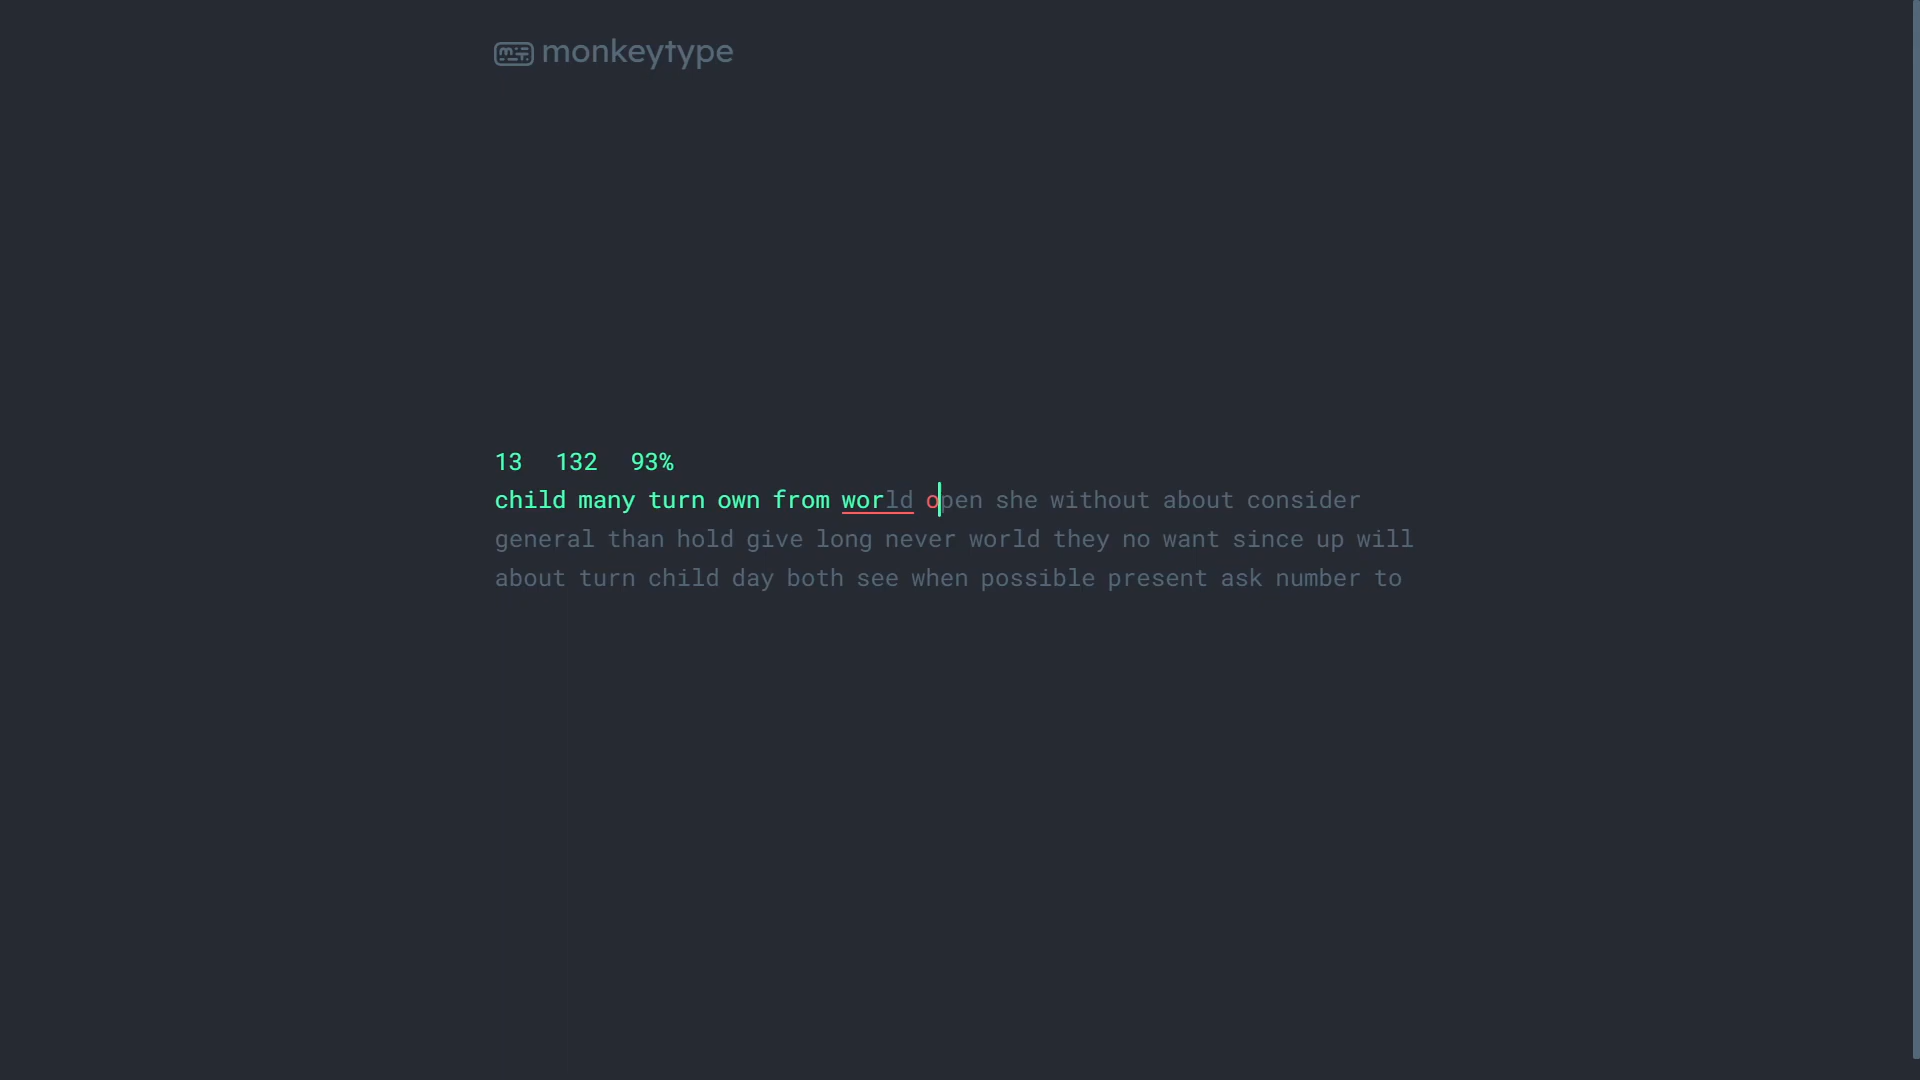 monkeytype
13 132 93%
child many turn own from world open she without about consider
general than hold give long never world they no want since up will
about turn child day both see when possible present ask number to